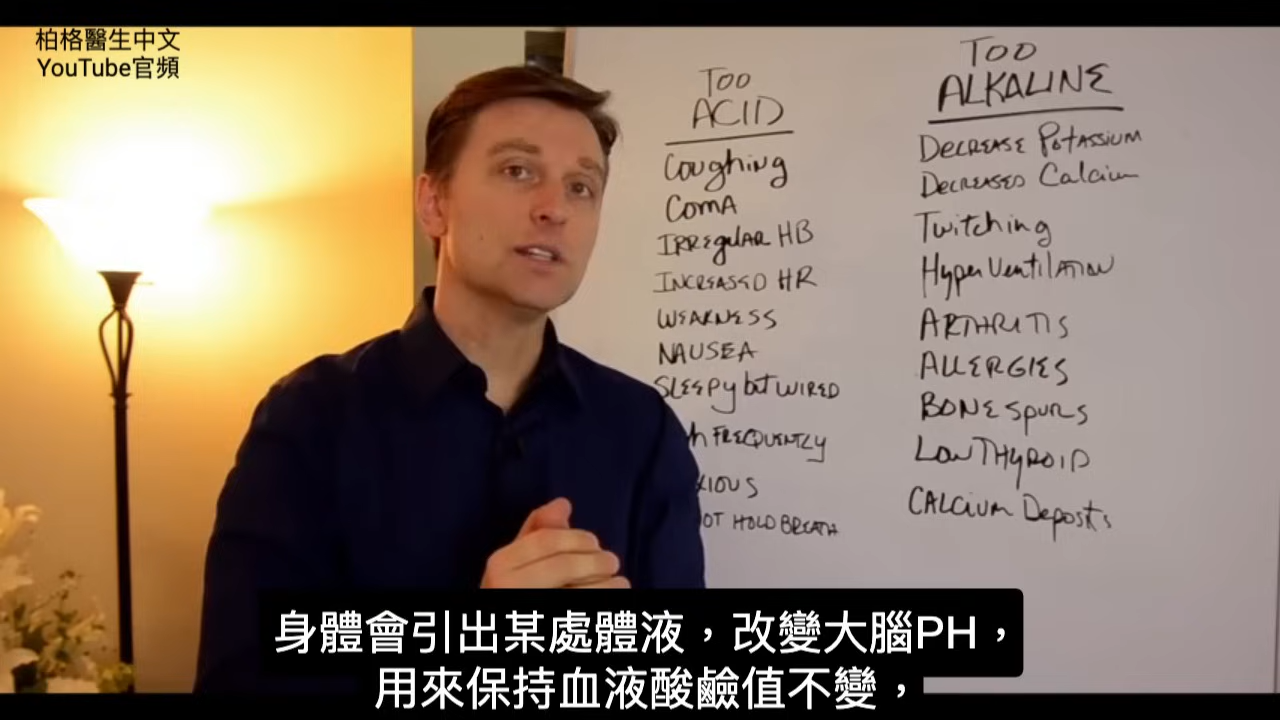 柏格醫生中文
YouTube官頻
TOO
ACID
Coughing
COMA
IRREGULAR HB
INCREASED HR
WEAKNESS
NAUSEA
SLEEPY but WIRED
FREQUENTLY
HOLD BREATH
TOO
ALKALINE
DECREASE POTASSIUM
DECREASED Calcium
Twitching
HyperVentilATION
ARTHRITIS
ALLERGIES
BONE SPURS
LOW THYROID
CALCIUM Deposits
身體會引出某處體液，改變大腦PH，
用來保持血液酸鹼值不變，